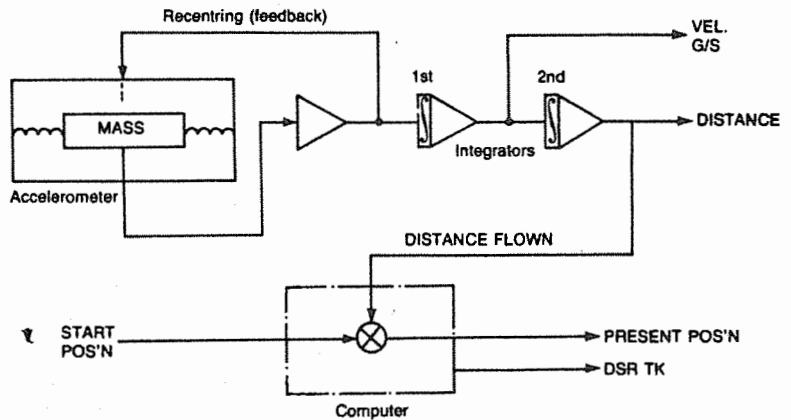 Recentring (feedback)
VEL.
G/S
1st
2nd
MASS
DISTANCE
Integrators
Accelerometer
DISTANCE FLOWN
START
POS'N
PRESENT POS'N
DSR TK
Computer